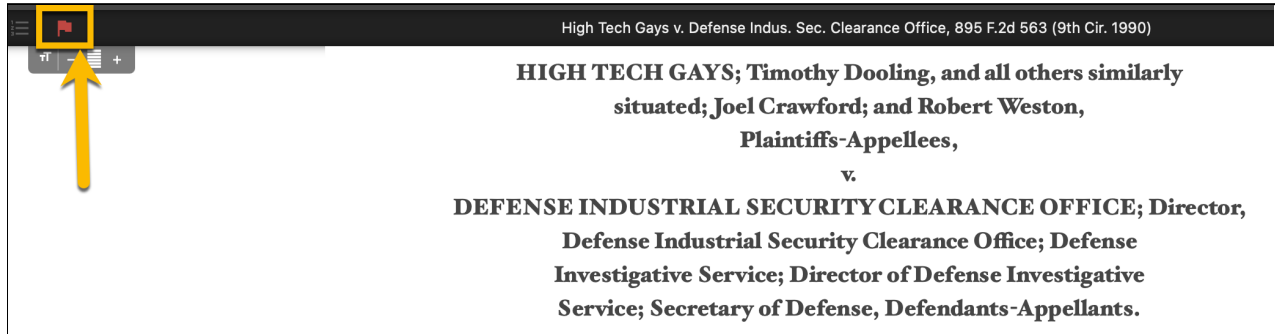 High Tech Gays v. Defense Indus. Sec. Clearance Office, 895 F.2d 563 (9th Cir. 1990)
TT - +
HIGH TECH GAYS; Timothy Dooling, and all others similarly
situated; Joel Crawford; and Robert Weston,
Plaintiffs-Appellees,
v.
DEFENSE INDUSTRIAL SECURITY CLEARANCE OFFICE; Director,
Defense Industrial Security Clearance Office; Defense
Investigative Service; Director of Defense Investigative
Service; Secretary of Defense, Defendants-Appellants.